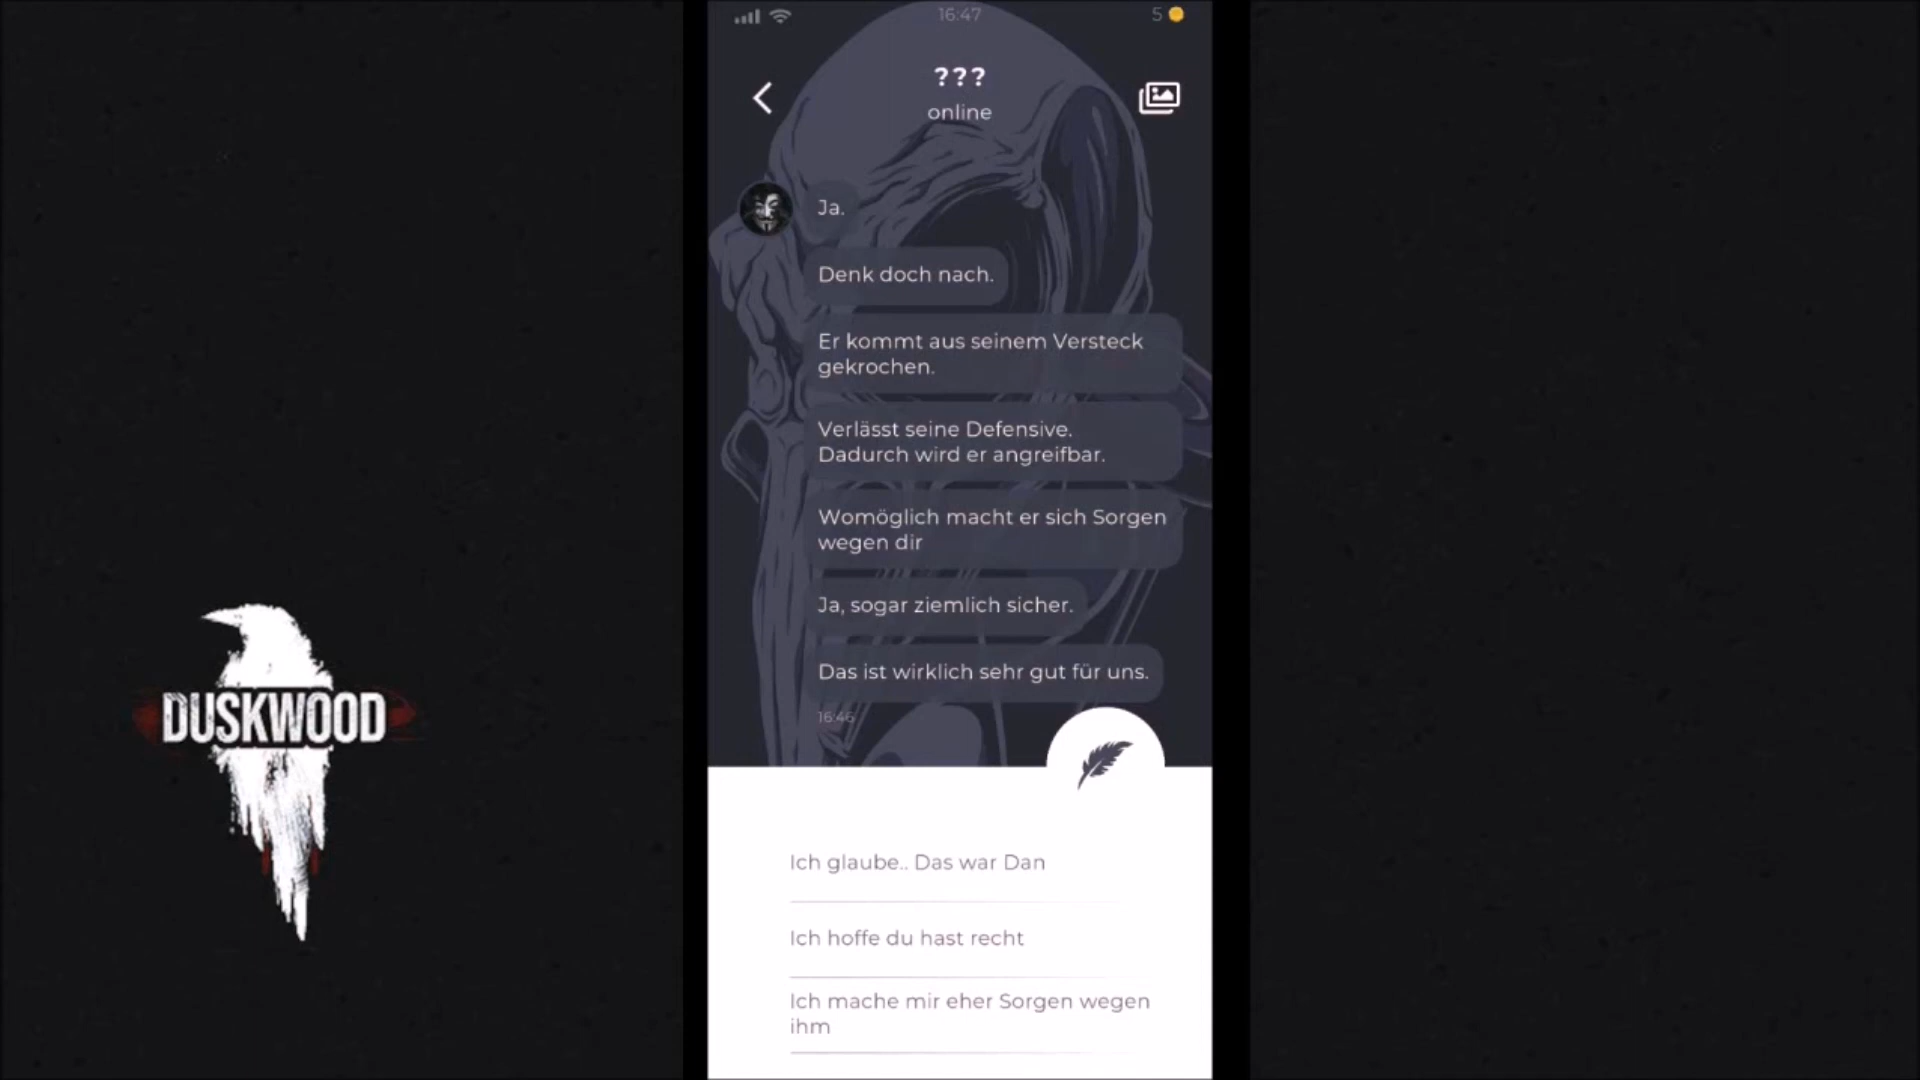 16:47
5
???
online
Ja.
Denk doch nach.
Er kommt aus seinem Versteck
gekrochen.
Verlässt seine Defensive.
Dadurch wird er angreifbar.
Womöglich macht er sich Sorgen
wegen dir
Ja, sogar ziemlich sicher.
Das ist wirklich sehr gut für uns.
16:46
DUSKWOOD
Ich glaube.. Das war Dan
Ich hoffe du hast recht
Ich mache mir eher Sorgen wegen
ihm